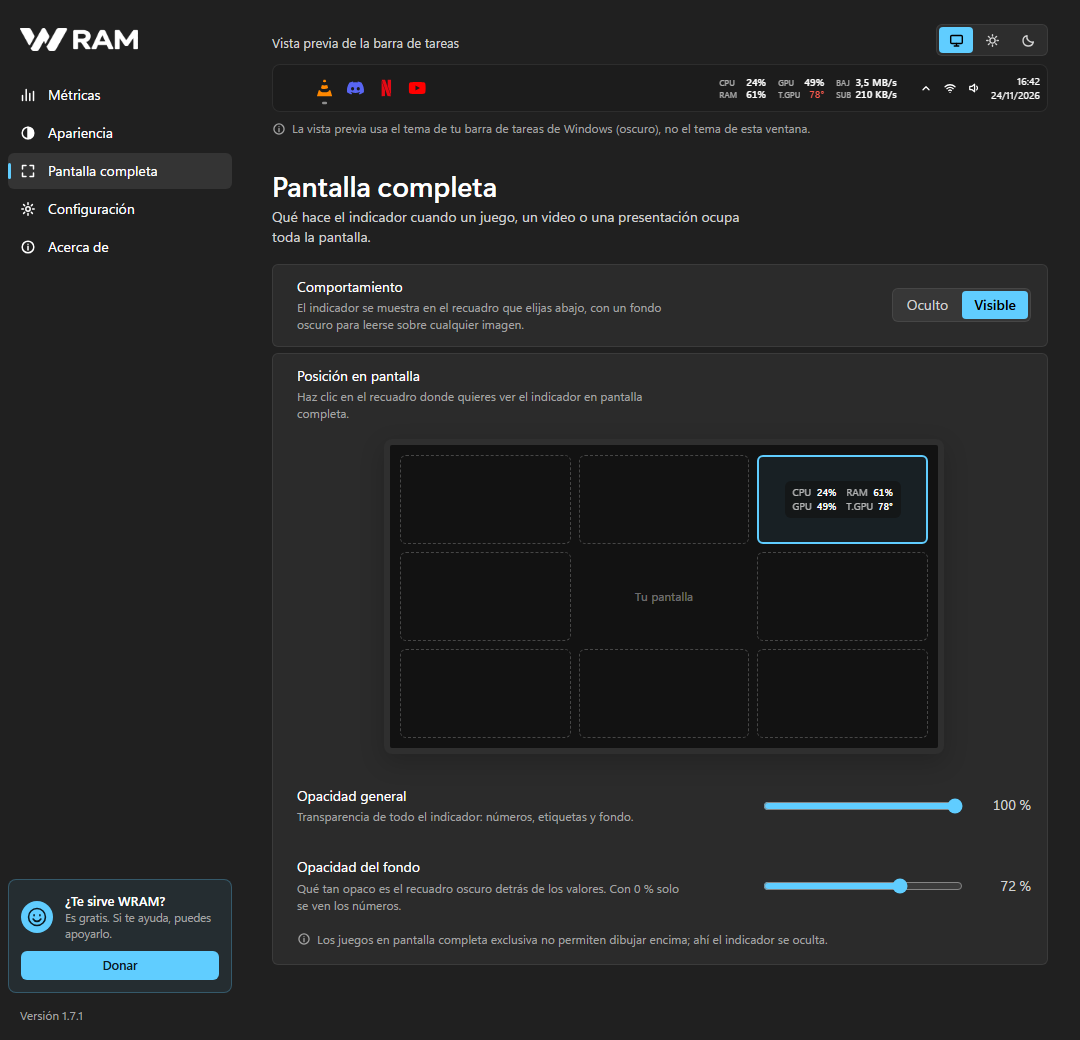 W RAM
Métricas
Apariencia
Pantalla completa
Configuración
Acerca de
¿Te sirve WRAM?
Es gratis. Si te ayuda, puedes
apoyarlo.
Donar
Versión 1.7.1
Vista previa de la barra de tareas
CPU 24% GPU 49% BAJ 3,5 MB/s
RAM 61% T.GPU 78° SUB 210 KB/s
16:42
24/11/2026
La vista previa usa el tema de tu barra de tareas de Windows (oscuro), no el tema de esta ventana.
Pantalla completa
Qué hace el indicador cuando un juego, un video o una presentación ocupa
toda la pantalla.
Comportamiento
El indicador se muestra en el recuadro que elijas abajo, con un fondo
oscuro para leerse sobre cualquier imagen.
Oculto Visible
Posición en pantalla
Haz clic en el recuadro donde quieres ver el indicador en pantalla
completa.
CPU 24% RAM 61%
GPU 49% T.GPU 78°
Tu pantalla
Opacidad general
Transparencia de todo el indicador: números, etiquetas y fondo.
100 %
Opacidad del fondo
Qué tan opaco es el recuadro oscuro detrás de los valores. Con 0 % solo
se ven los números.
72 %
Los juegos en pantalla completa exclusiva no permiten dibujar encima; ahí el indicador se oculta.